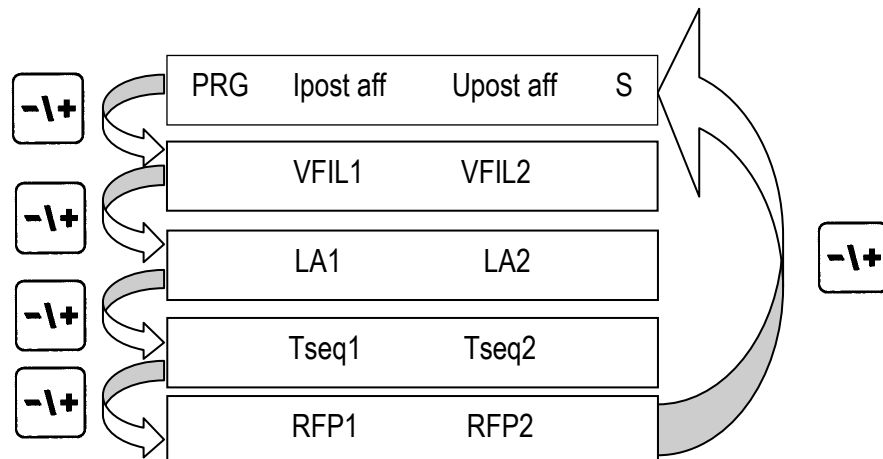 PRG Ipost aff Upost aff S
-\+
VFIL1 VFIL2
-\+
LA1 LA2
-\+
-\+
Tseq1 Tseq2
-\+
RFP1 RFP2